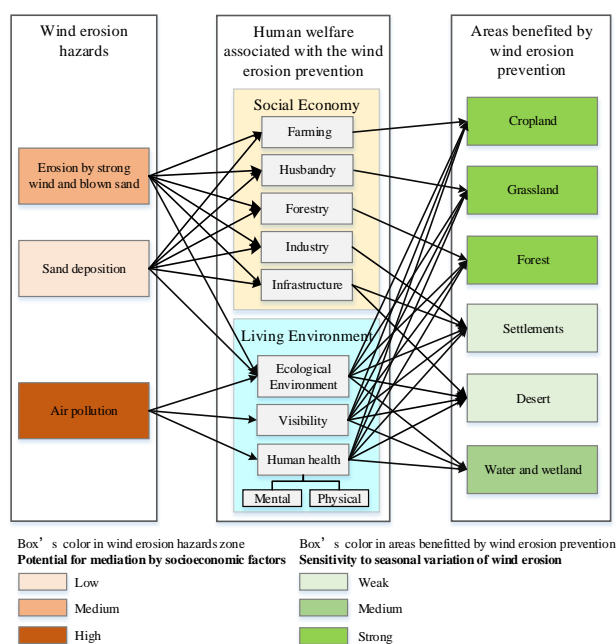 Wind erosion
hazards
Human welfare
associated with the wind
erosion prevention
Areas benefited by
wind erosion
prevention
Social Economy
Farming
Husbandry
Forestry
Industry
Infrastructure
Erosion by strong
wind and blown sand
Sand deposition
Air pollution
Living Environment
Ecological
Environment
Visibility
Human health
Mental
Physical
Cropland
Grassland
Forest
Settlements
Desert
Water and wetland
Box’s color in wind erosion hazards zone
Potential for mediation by socioeconomic factors
Low
Medium
High
Box’s color in areas benefitted by wind erosion prevention
Sensitivity to seasonal variation of wind erosion
Weak
Medium
Strong